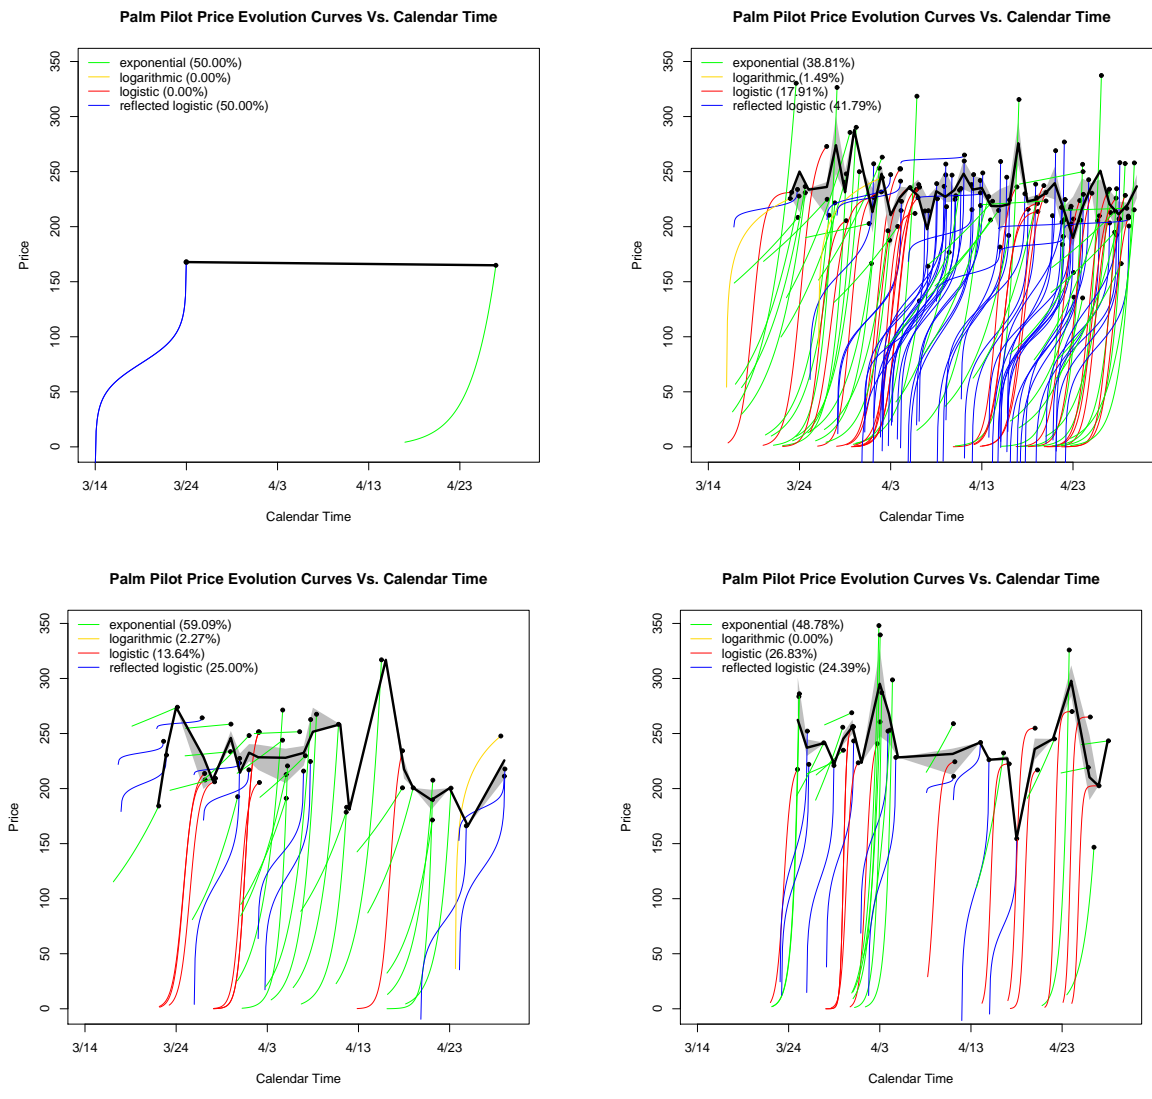 Palm Pilot Price Evolution Curves Vs. Calendar Time
350
300
250
200
150
100
50
0
Price
exponential (50.00%)
logarithmic (0.00%)
logistic (0.00%)
reflected logistic (50.00%)
3/14
3/24
4/3
4/13
4/23
Calendar Time
Palm Pilot Price Evolution Curves Vs. Calendar Time
350
300
250
200
150
100
50
0
Price
exponential (38.81%)
logarithmic (1.49%)
logistic (17.91%)
reflected logistic (41.79%)
3/14
3/24
4/3
4/13
4/23
Calendar Time
Palm Pilot Price Evolution Curves Vs. Calendar Time
350
300
250
200
150
100
50
0
Price
exponential (59.09%)
logarithmic (2.27%)
logistic (13.64%)
reflected logistic (25.00%)
3/14
3/24
4/3
4/13
4/23
Calendar Time
Palm Pilot Price Evolution Curves Vs. Calendar Time
350
300
250
200
150
100
50
0
Price
exponential (48.78%)
logarithmic (0.00%)
logistic (26.83%)
reflected logistic (24.39%)
3/14
3/24
4/3
4/13
4/23
Calendar Time